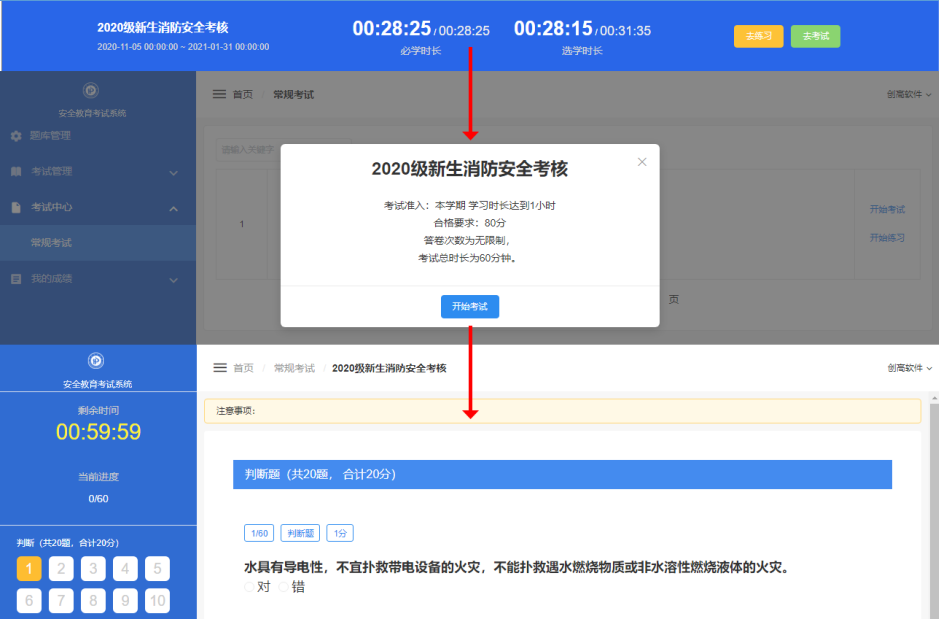 2020级新生消防安全考核
2020-11-05 00:00:00 ~ 2021-01-31 00:00:00
00:28:25 / 00:28:25
必学时长
00:28:15 / 00:31:35
选学时长
去练习
去考试
安全教育考试系统
题库管理
考试管理
考试中心
常规考试
我的成绩
首页 / 常规考试
创高软件
请输入关键字
1
开始考试
开始练习
页
2020级新生消防安全考核
考试准入：本学期 学习时长达到1小时
合格要求：80分
答卷次数为无限制，
考试总时长为60分钟。
开始考试
安全教育考试系统
剩余时间
00:59:59
当前进度
0/60
判断（共20题，合计20分）
1 2 3 4 5
6 7 8 9 10
首页 / 常规考试 / 2020级新生消防安全考核
创高软件
注意事项：
判断题（共20题， 合计20分）
1/60 判断题 1分
水具有导电性，不宜扑救带电设备的火灾，不能扑救遇水燃烧物质或非水溶性燃烧液体的火灾。
对 错